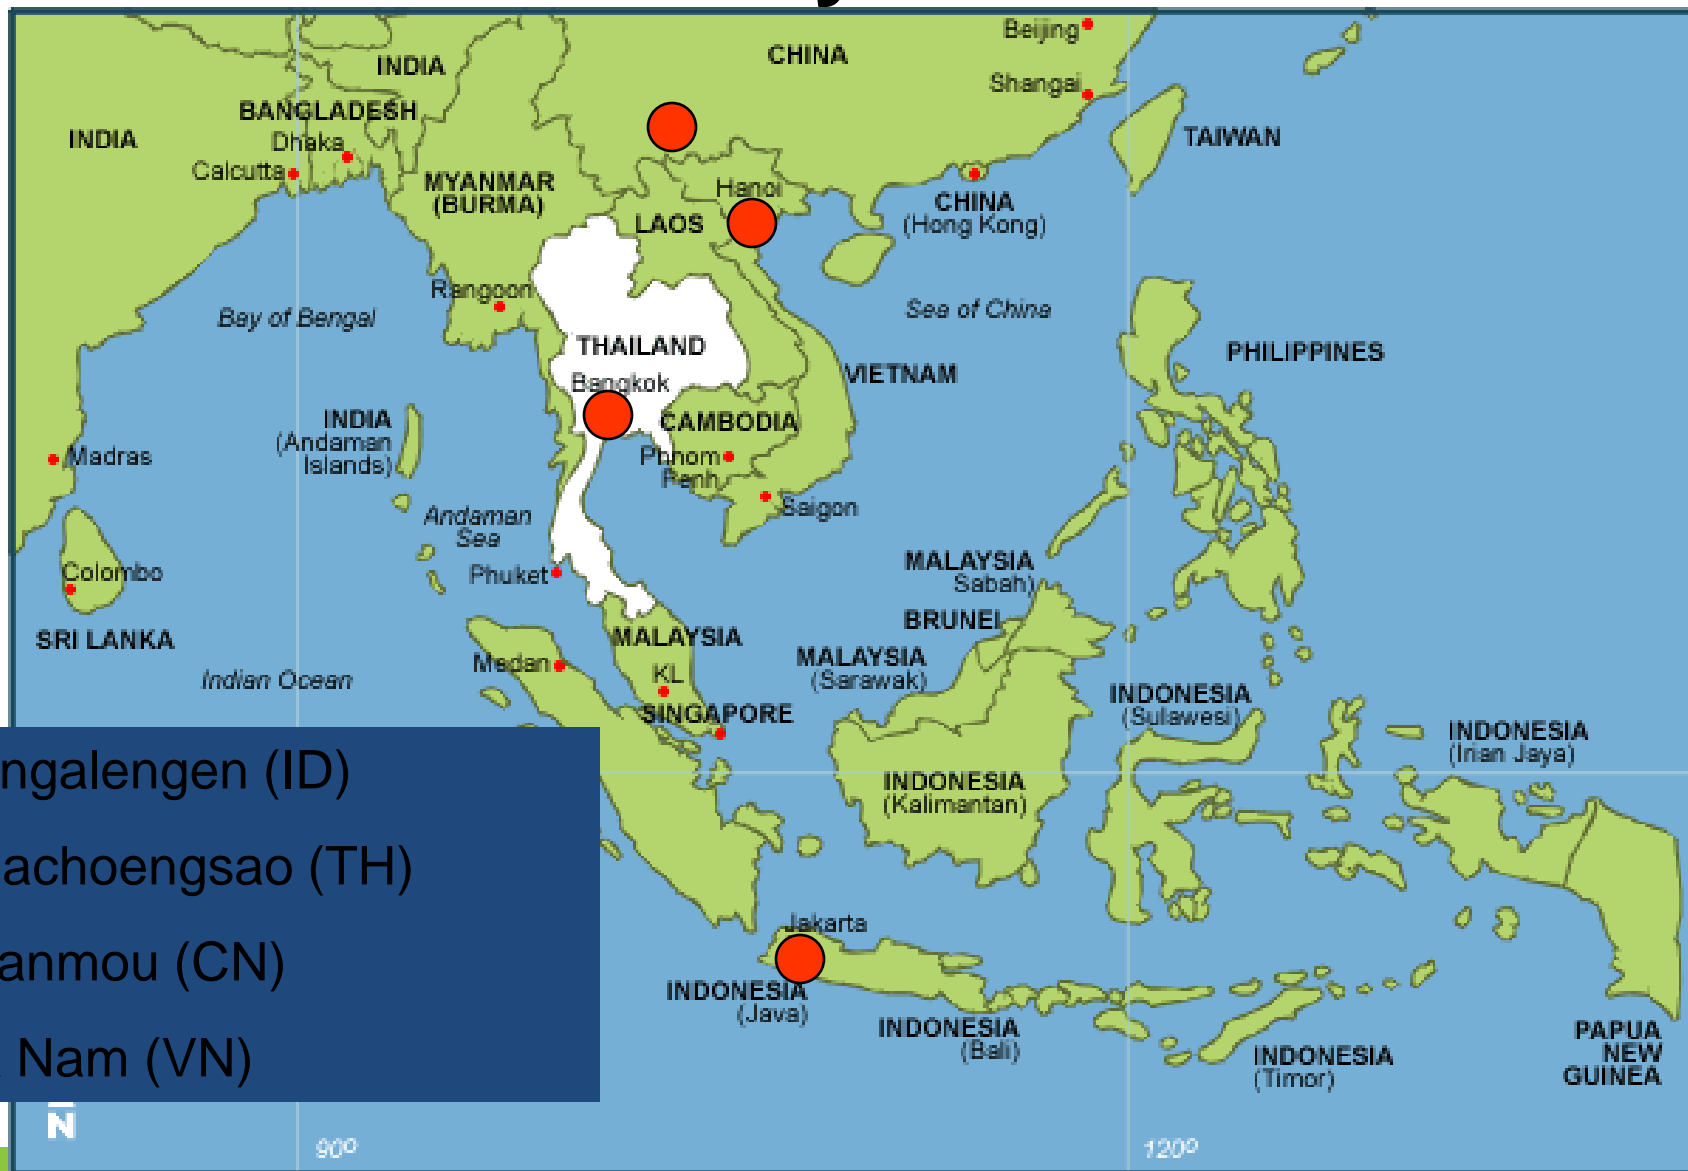 Beijing
CHINA
INDIA
Shangai
BANGLADESH
INDIA
Dhaka
TAIWAN
Calcutta
MYANMAR
(BURMA)
Hanoi
CHINA
(Hong Kong)
LAOS
Rangoon
Bay of Bengal
Sea of China
THAILAND
PHILIPPINES
VIETNAM
Bangkok
INDIA
(Andaman
Islands)
CAMBODIA
Madras
Phhom
Penh
Saigon
Andaman
Sea
MALAYSIA
Sabah)
Phuket
Colombo
BRUNEI
SRI LANKA
MALAYSIA
MALAYSIA
(Sarawak)
Medan
KL
Indian Ocean
INDONESIA
(Sulawesi)
SINGAPORE
INDONESIA
(Irian Jaya)
ngalengen (ID)
INDONESIA
(Kalimantan)
achoengsao (TH)
Jakarta
anmou (CN)
INDONESIA
(Java)
INDONESIA
(Bali)
Nam (VN)
INDONESIA
(Timor)
PAPUA
NEW
GUINEA
N
90º
120º